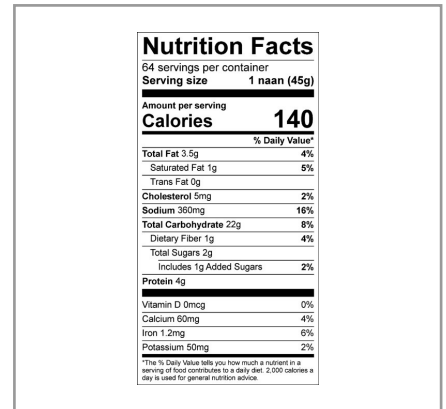 Nutrition Facts
64 servings per container
Serving size 1 naan (45g)
Amount per serving
Calories 140
% Daily Value*
Total Fat 3.5g 4%
Saturated Fat 1g 5%
Trans Fat 0g
Cholesterol 5mg 2%
Sodium 360mg 16%
Total Carbohydrate 22g 8%
Dietary Fiber 1g 4%
Total Sugars 2g
Includes 1g Added Sugars 2%
Protein 4g
Vitamin D 0mcg 0%
Calcium 60mg 4%
Iron 1.2mg 6%
Potassium 50mg 2%
*The % Daily Value tells you how much a nutrient in a
serving of food contributes to a daily diet. 2,000 calories a
day is used for general nutrition advice.